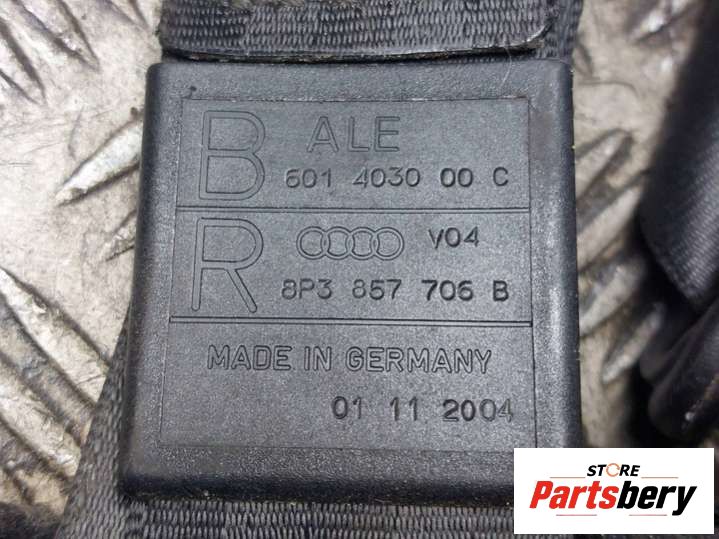 B ALE
601 4030 00 C
R V04
8P3 857 706 B
MADE IN GERMANY
01 11 2004
STORE
Partsbery